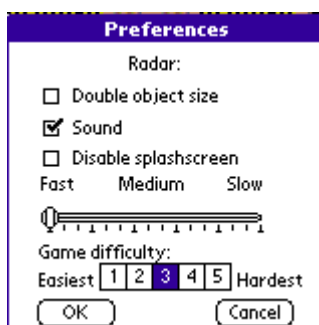 Preferences
Radar:
Double object size
Sound
Disable splashscreen
Fast Medium Slow
Game difficulty:
Easiest 1 2 3 4 5 Hardest
OK Cancel